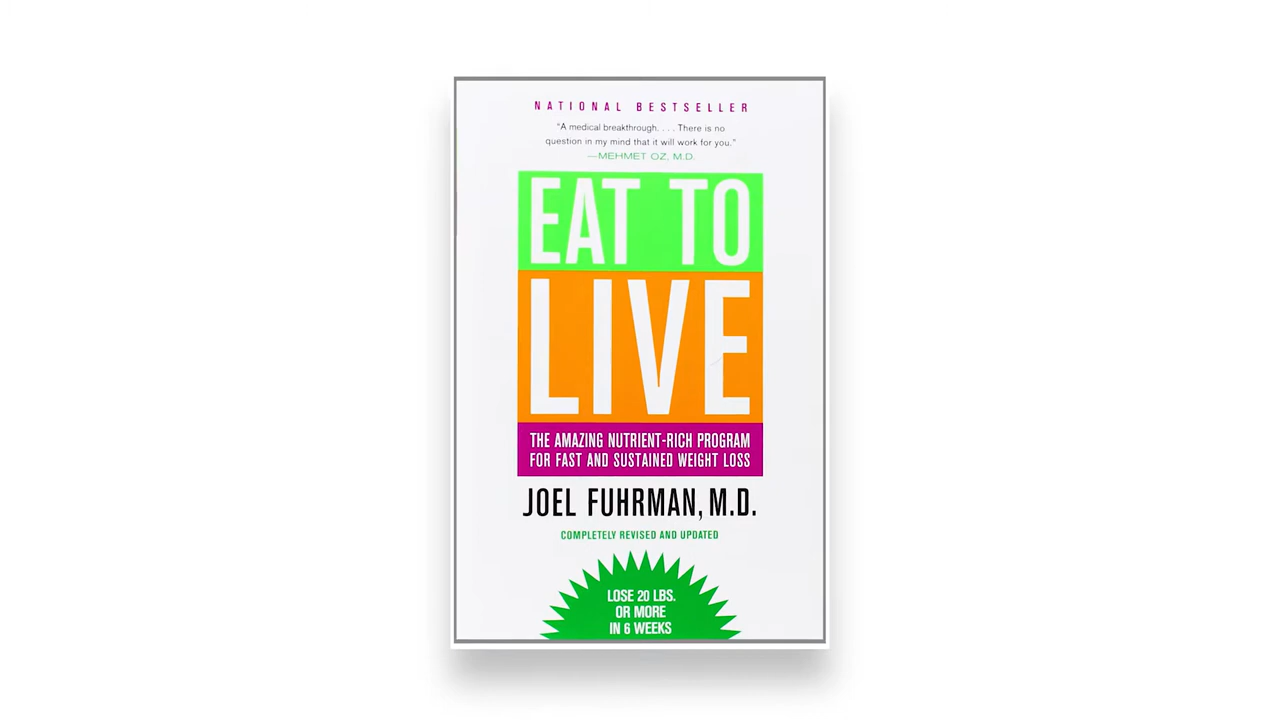 NATIONAL BESTSELLER
"A medical breakthrough. . . . There is no
question in my mind that it will work for you."
—MEHMET OZ, M.D.
EAT TO
LIVE
THE AMAZING NUTRIENT-RICH PROGRAM
FOR FAST AND SUSTAINED WEIGHT LOSS
JOEL FUHRMAN, M.D.
COMPLETELY REVISED AND UPDATED
LOSE 20 LBS.
OR MORE
IN 6 WEEKS